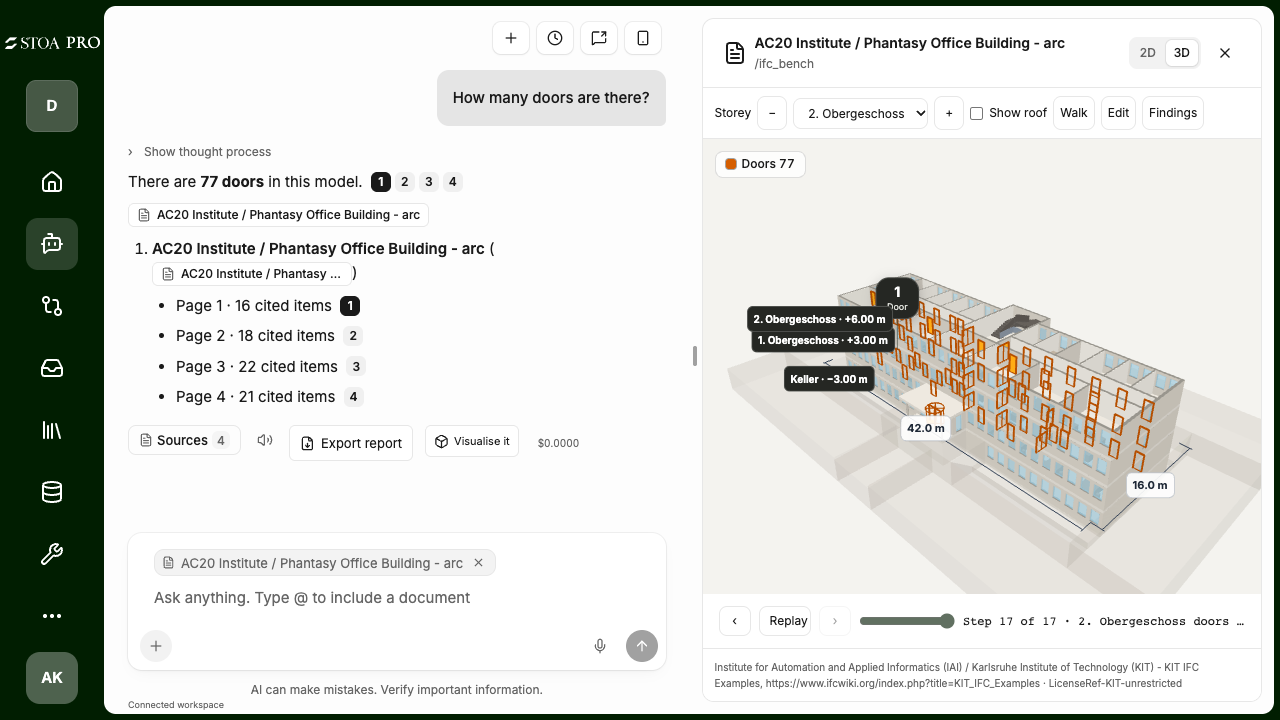 STOA PRO
D
AK
How many doors are there?
Show thought process
There are 77 doors in this model. 1 2 3 4
AC20 Institute / Phantasy Office Building - arc
1. AC20 Institute / Phantasy Office Building - arc (
AC20 Institute / Phantasy ... )
• Page 1 · 16 cited items 1
• Page 2 · 18 cited items 2
• Page 3 · 22 cited items 3
• Page 4 · 21 cited items 4
Sources 4
Export report
Visualise it
$0.0000
AC20 Institute / Phantasy Office Building - arc
Ask anything. Type @ to include a document
AI can make mistakes. Verify important information.
Connected workspace
AC20 Institute / Phantasy Office Building - arc
/ifc_bench
2D 3D
Storey − 2. Obergeschoss + Show roof Walk Edit Findings
Doors 77
1
Door
2. Obergeschoss · +6.00 m
1. Obergeschoss · +3.00 m
Keller · −3.00 m
42.0 m
16.0 m
‹ Replay › Step 17 of 17 · 2. Obergeschoss doors …
Institute for Automation and Applied Informatics (IAI) / Karlsruhe Institute of Technology (KIT) - KIT IFC
Examples, https://www.ifcwiki.org/index.php?title=KIT_IFC_Examples · LicenseRef-KIT-unrestricted